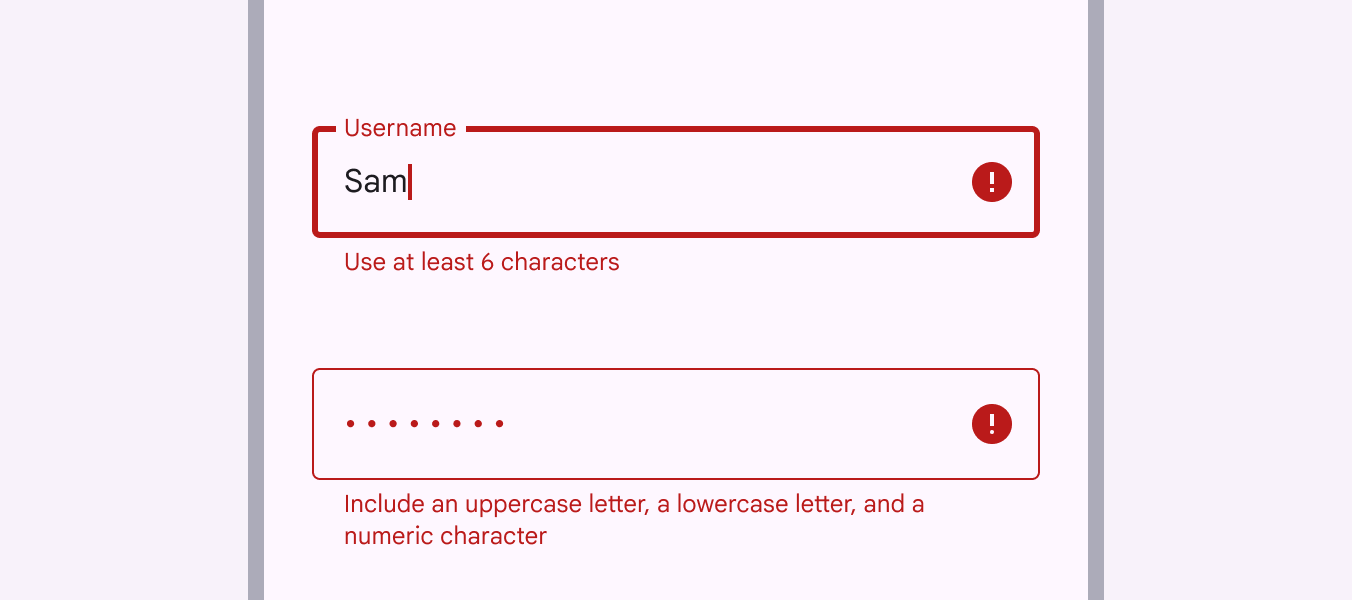 Username
Sam
Use at least 6 characters
••••••••
Include an uppercase letter, a lowercase letter, and a
numeric character